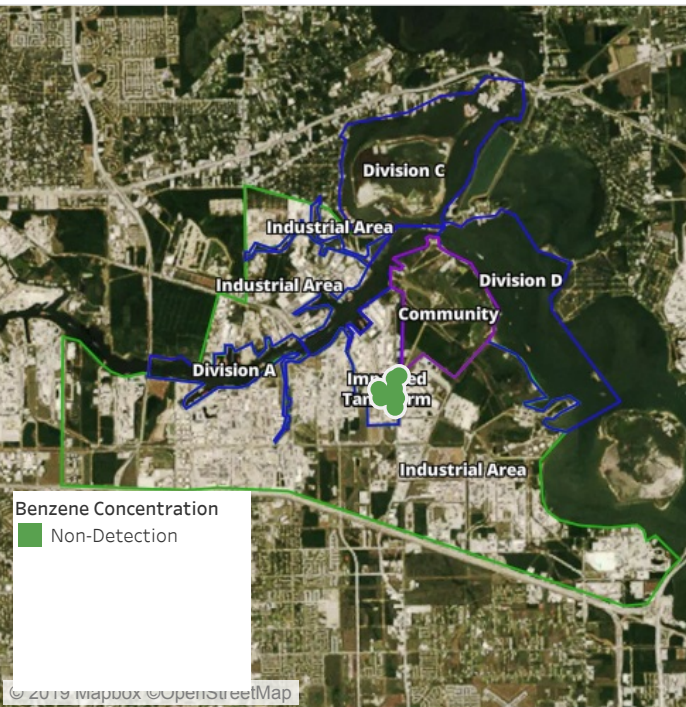 Division C
Industrial Area
Industrial Area
Division D
Community
Division A
Industrial Area
Benzene Concentration
Non-Detection
© 2019 Mapbox ©OpenStreetMap